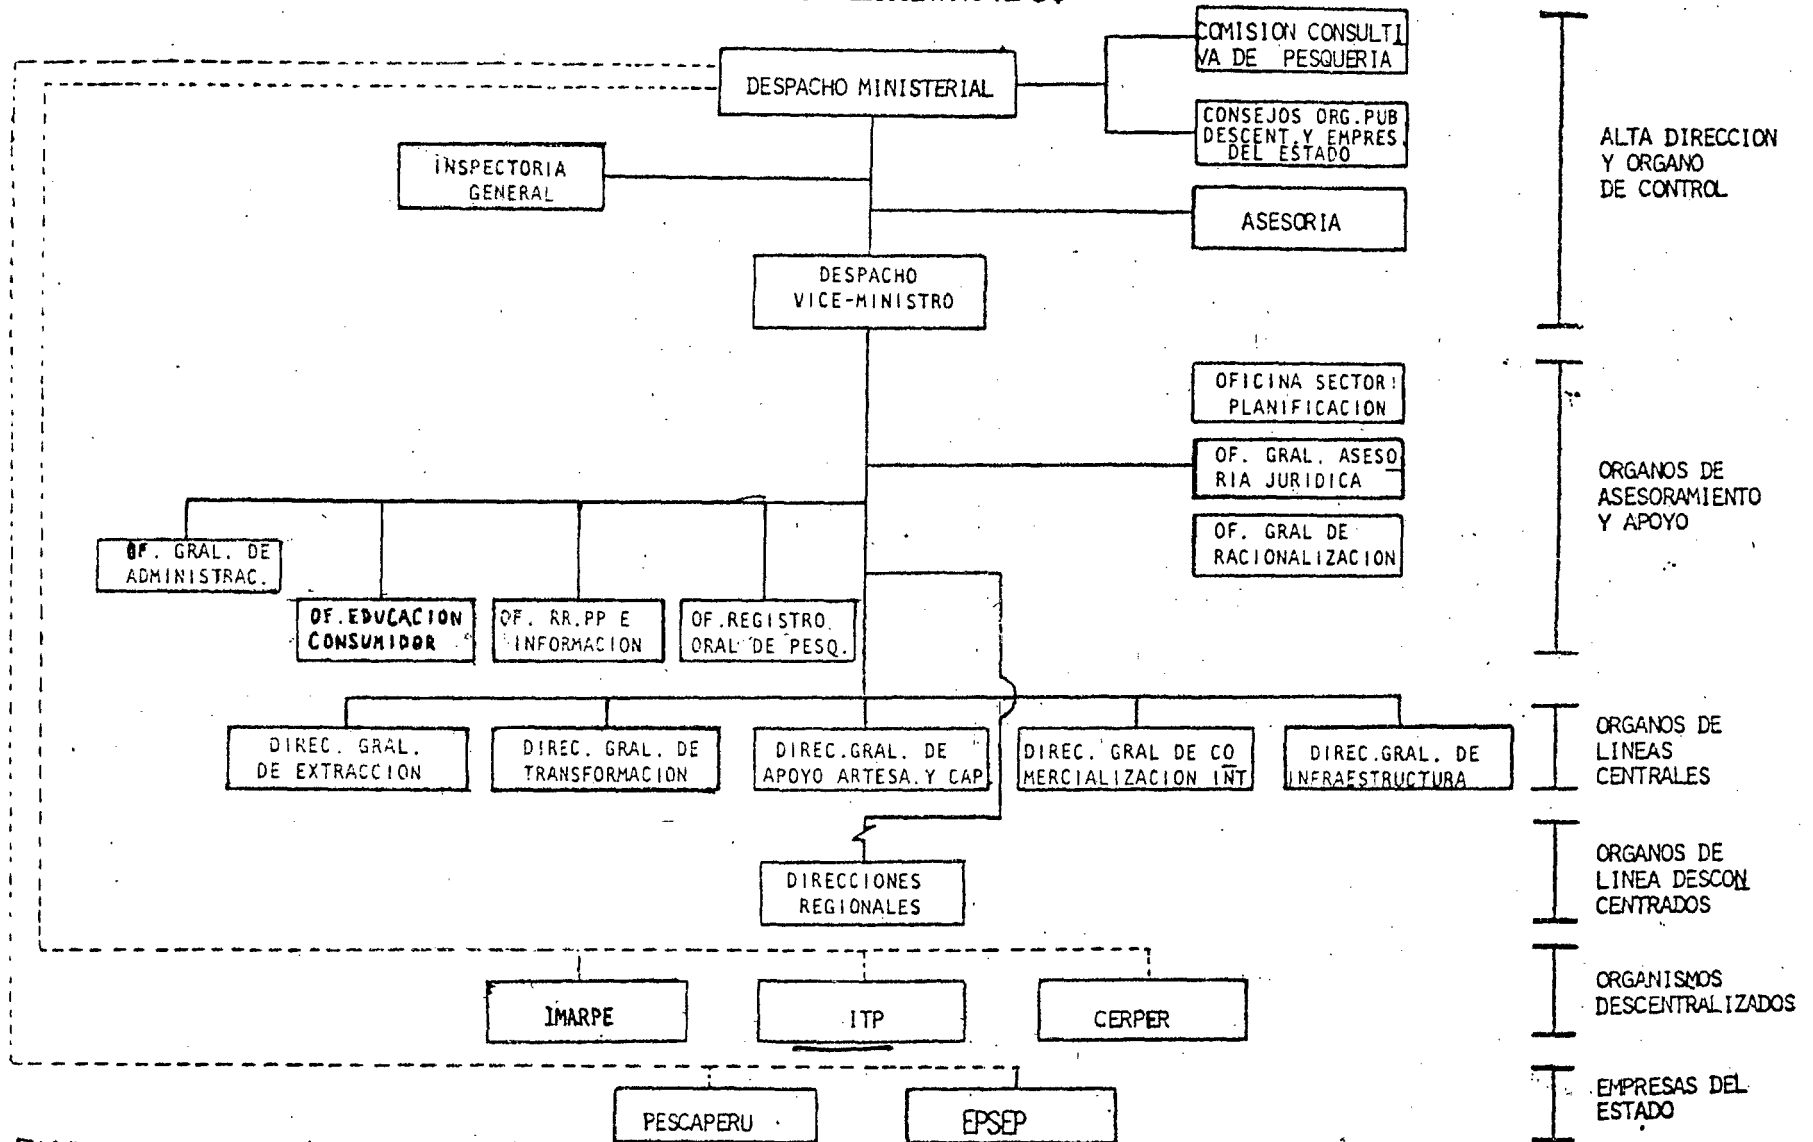 COMISION CONSULTI
VA DE PESQUERIA
DESPACHO MINISTERIAL
CONSEJOS ORG.PUB
DESCENT.Y EMPRES.
DEL ESTADO
ALTA DIRECCION
Y ORGANO
DE CONTROL
INSPECTORIA
GENERAL
ASESORIA
DESPACHO
VICE-MINISTRO
OFICINA SECTOR
PLANIFICACION
OF. GRAL. ASESO
RIA JURIDICA
ORGANOS DE
ASESORAMIENTO
Y APOYO
OF. GRAL DE
RACIONALIZACION
OF. GRAL. DE
ADMINISTRAC.
OF.EDUCACION
CONSUMIDOR
OF. RR.PP E
INFORMACION
OF.REGISTRO
ORAL DE PESQ.
DIREC. GRAL.
DE EXTRACCION
DIREC. GRAL. DE
TRANSFORMACION
DIREC.GRAL. DE
APOYO ARTESA.Y CAP.
DIREC. GRAL DE CO
MERCIALIZACION INT
DIREC.GRAL. DE
INFRAESTRUCTURA
ORGANOS DE
LINEAS
CENTRALES
DIRECCIONES
REGIONALES
ORGANOS DE
LINEA DESCON
CENTRADOS
IMARPE
ITP
CERPER
ORGANISMOS
DESCENTRALIZADOS
PESCAPERU
EPSEP
EMPRESAS DEL
ESTADO